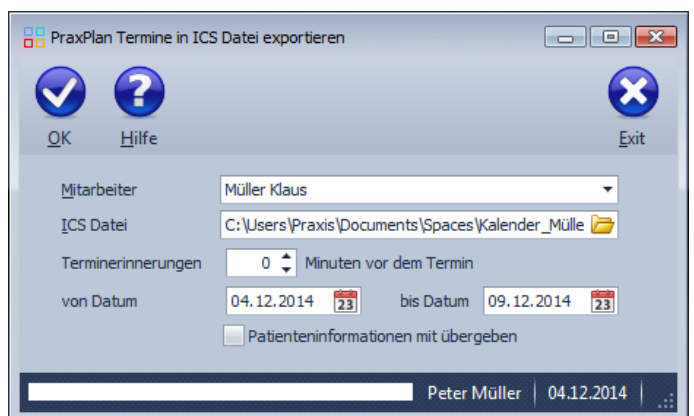 PraxPlan Termine in ICS Datei exportieren
OK Hilfe Exit
Mitarbeiter Müller Klaus
ICS Datei C:\Users\Praxis\Documents\Spaces\Kalender_Mülle
Terminerinnerungen 0 Minuten vor dem Termin
von Datum 04.12.2014 23 bis Datum 09.12.2014 23
Patienteninformationen mit übergeben
Peter Müller 04.12.2014